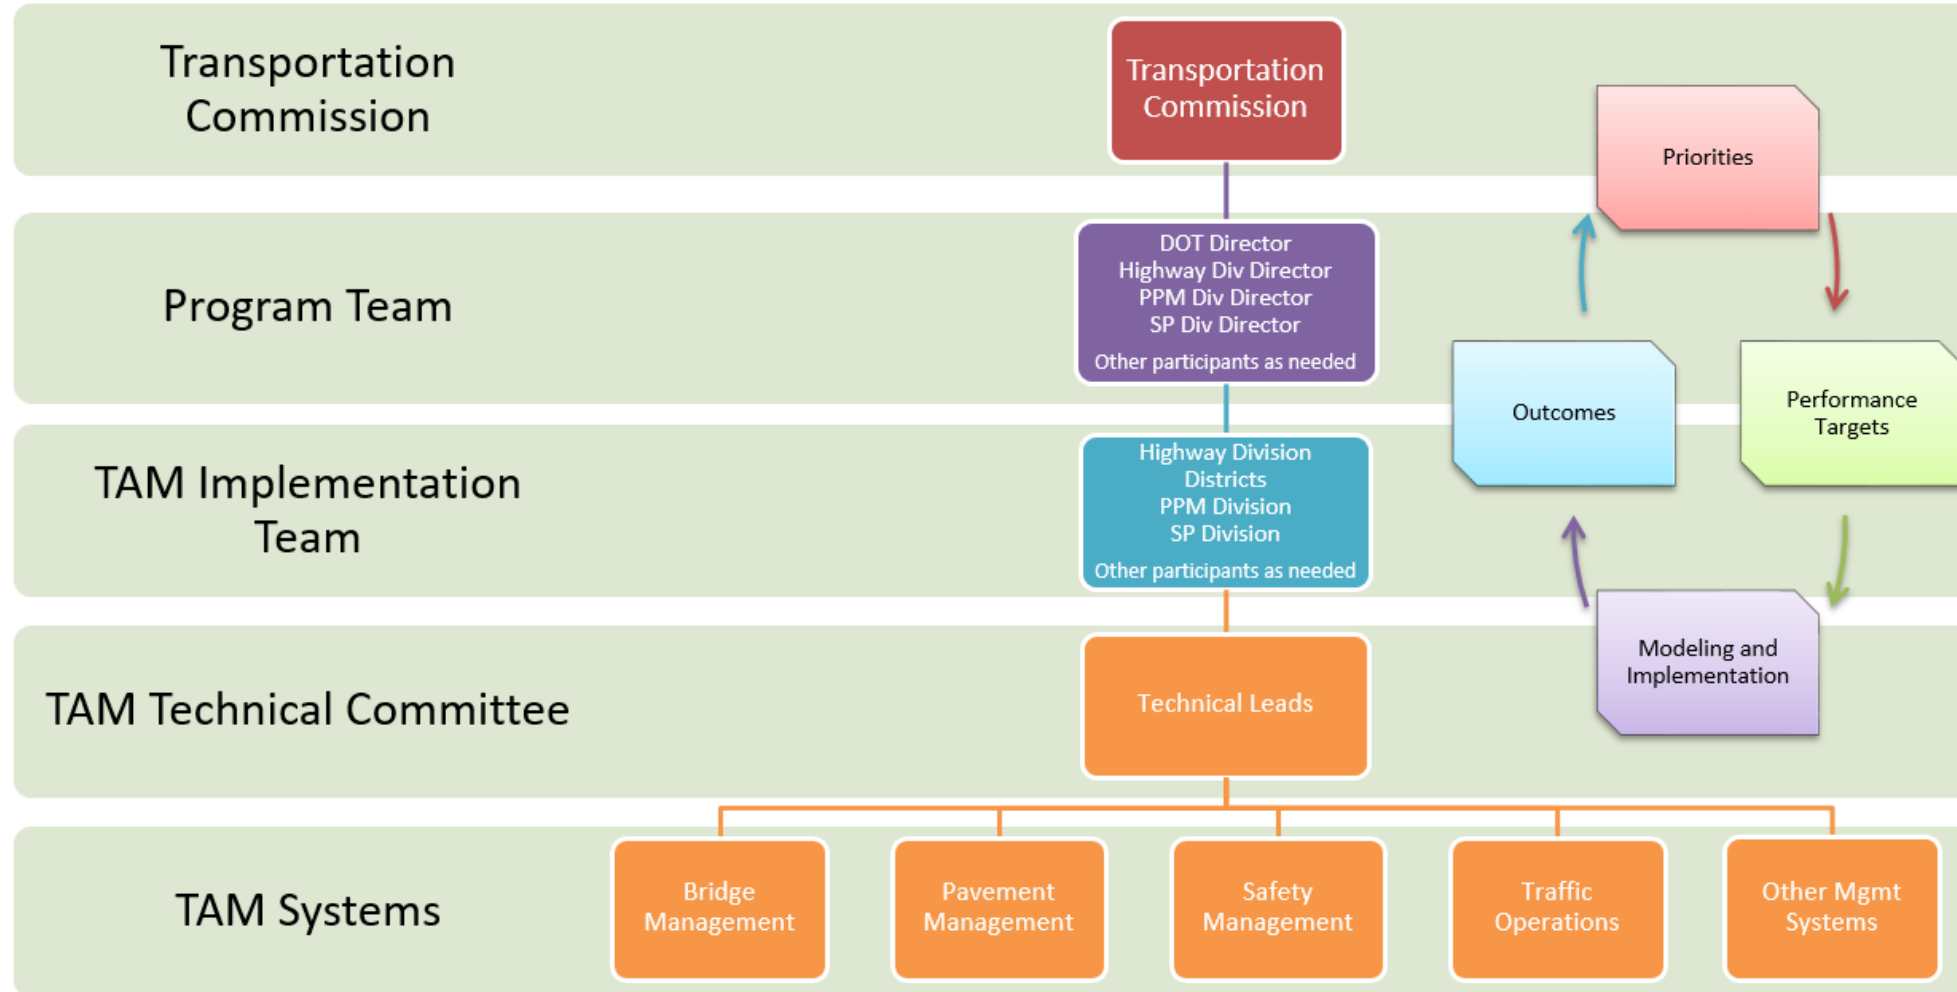 Transportation
Commission
Transportation
Commission
Priorities
Program Team
DOT Director
Highway Div Director
PPM Div Director
SP Div Director
Other participants as needed
Outcomes
Performance
Targets
TAM Implementation
Team
Highway Division
Districts
PPM Division
SP Division
Other participants as needed
Modeling and
Implementation
TAM Technical Committee
Technical Leads
TAM Systems
Bridge
Management
Pavement
Management
Safety
Management
Traffic
Operations
Other Mgmt
Systems